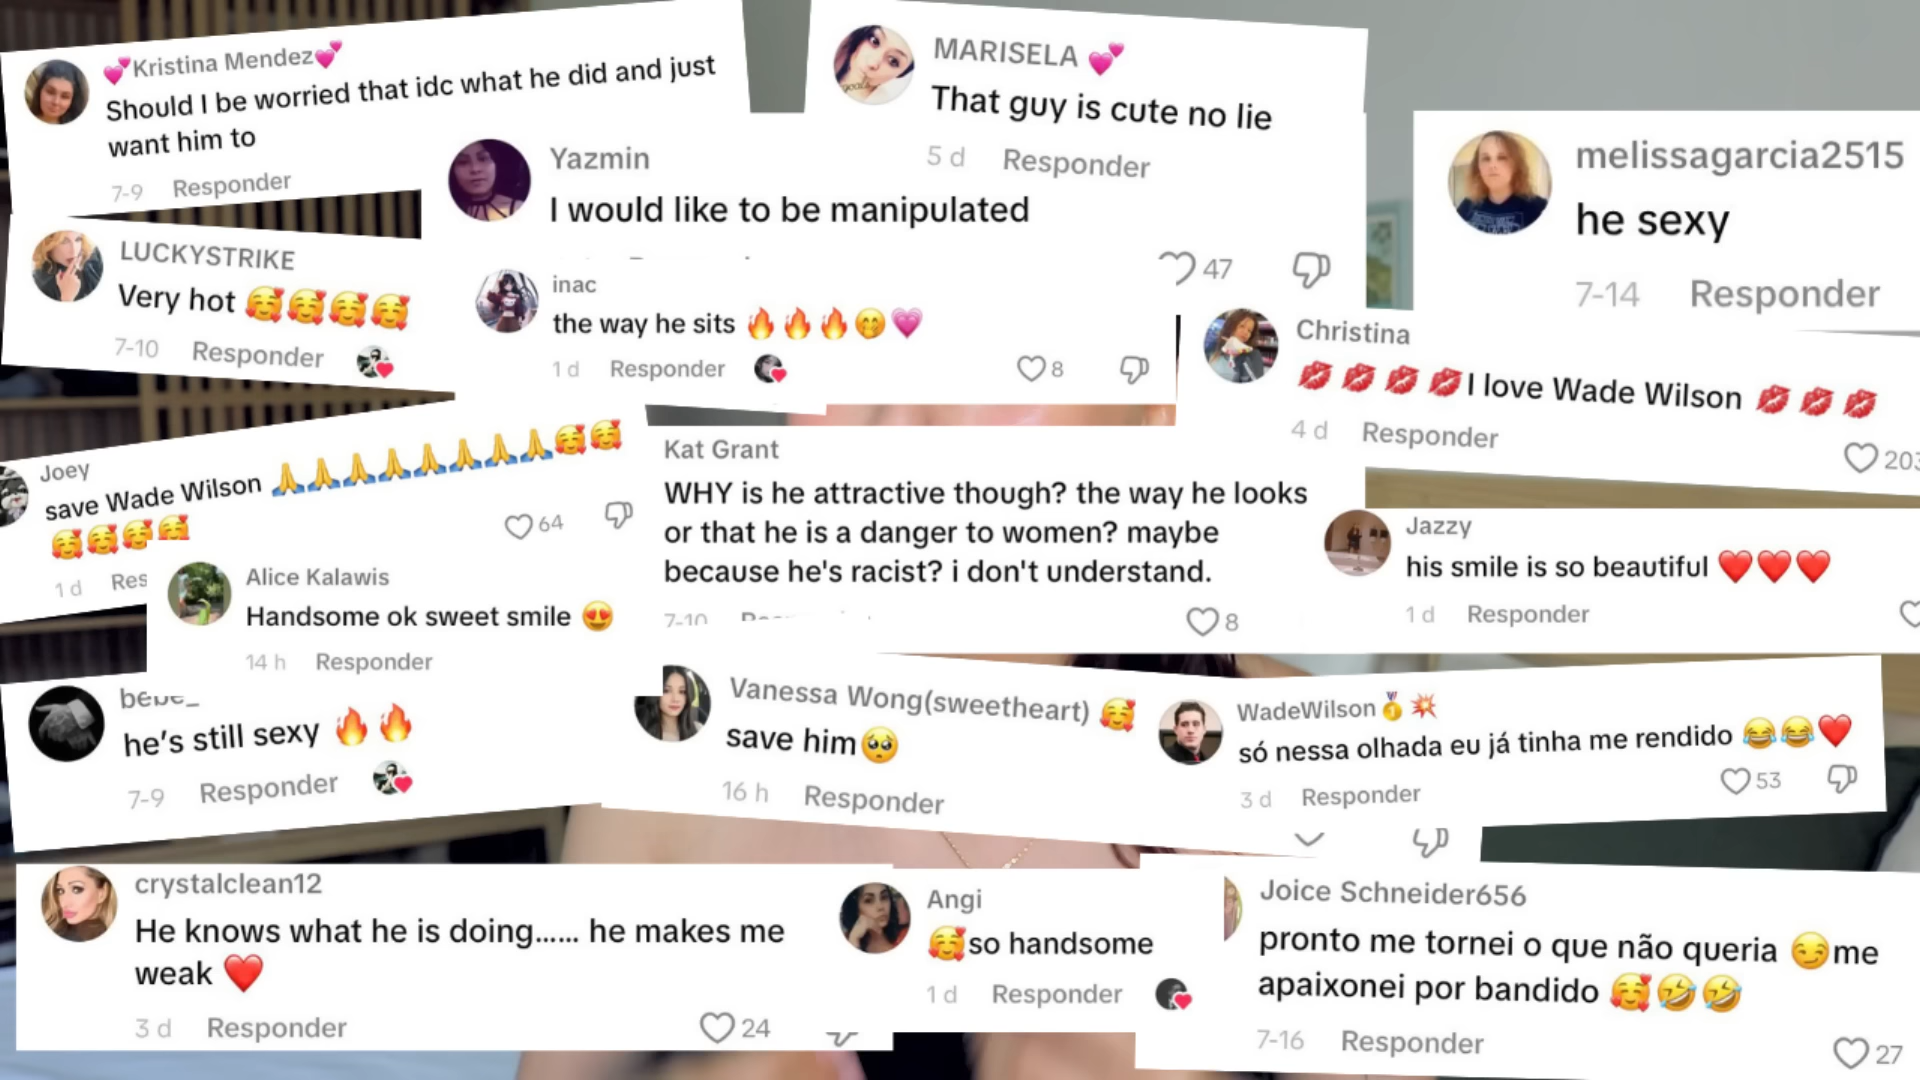 💕Kristina Mendez💕
Should I be worried that idc what he did and just
want him to
7-9 Responder
MARISELA 💕
That guy is cute no lie
5 d Responder
Yazmin
I would like to be manipulated
47
melissagarcia2515
he sexy
7-14 Responder
LUCKYSTRIKE
Very hot 🥰🥰🥰🥰
7-10 Responder
inac
the way he sits 🔥🔥🔥🤭💗
1 d Responder
8
Christina
💋💋💋💋I love Wade Wilson 💋💋💋
4 d Responder
203
Joey
save Wade Wilson 🙏🙏🙏🙏🙏🙏🙏🙏🥰🥰
🥰🥰🥰🥰
64
1 d Res
Kat Grant
WHY is he attractive though? the way he looks
or that he is a danger to women? maybe
because he's racist? i don't understand.
7-10
8
Jazzy
his smile is so beautiful ❤️❤️❤️
1 d Responder
Alice Kalawis
Handsome ok sweet smile 😍
14 h Responder
bebe_
he's still sexy 🔥🔥
7-9 Responder
Vanessa Wong(sweetheart) 🥰
save him🥺
16 h Responder
WadeWilson🏅💥
só nessa olhada eu já tinha me rendido 😂😂❤️
3 d Responder
53
crystalclean12
He knows what he is doing...... he makes me
weak ❤️
3 d Responder
24
Angi
🥰so handsome
1 d Responder
Joice Schneider656
pronto me tornei o que não queria 😏me
apaixonei por bandido 🥰🤣🤣
7-16 Responder
27